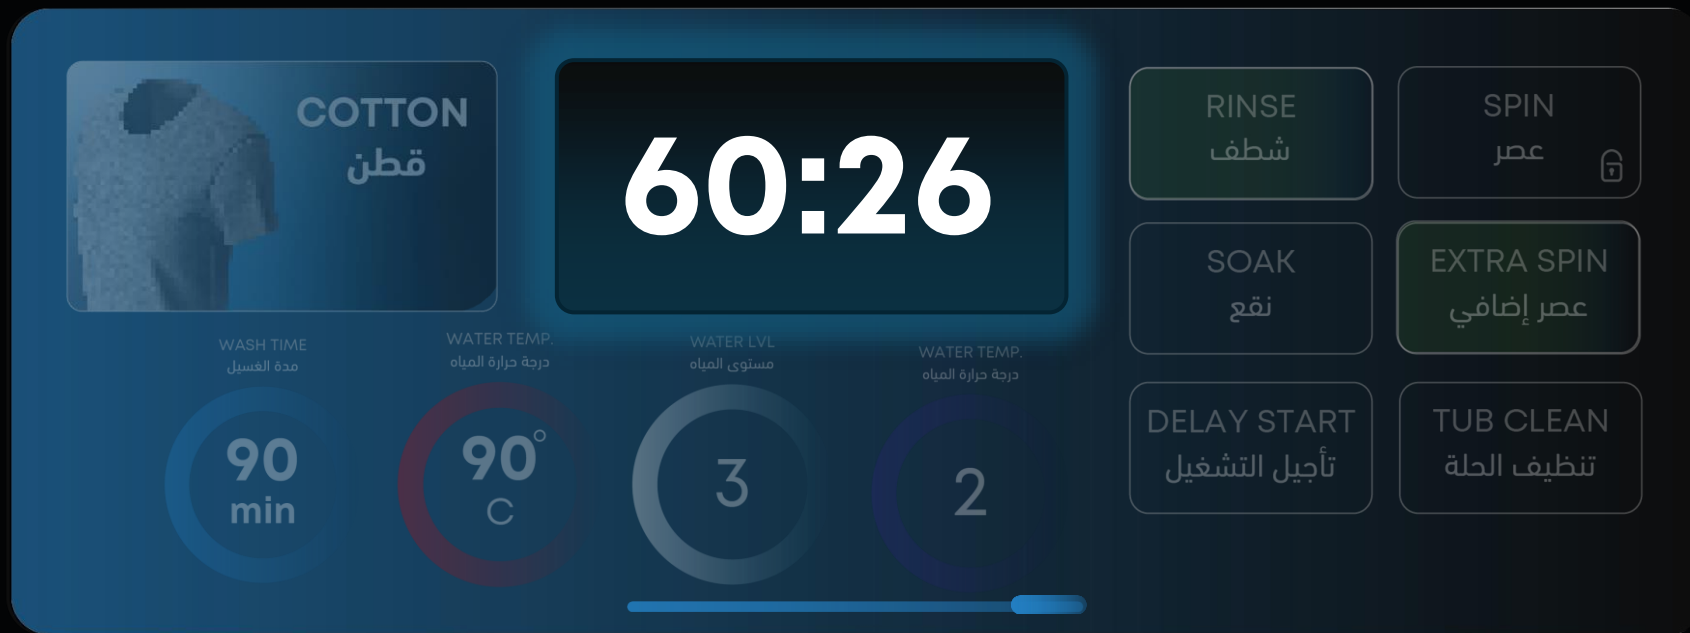 COTTON
قطن
60:26
RINSE
شطف
SPIN
عصر
SOAK
نقع
EXTRA SPIN
عصر إضافي
DELAY START
تأجيل التشغيل
TUB CLEAN
تنظيف الحلة
WASH TIME
مدة الغسيل
90
min
WATER TEMP.
درجة حرارة المياه
90°
C
WATER LVL
مستوى المياه
3
WATER TEMP.
درجة حرارة المياه
2